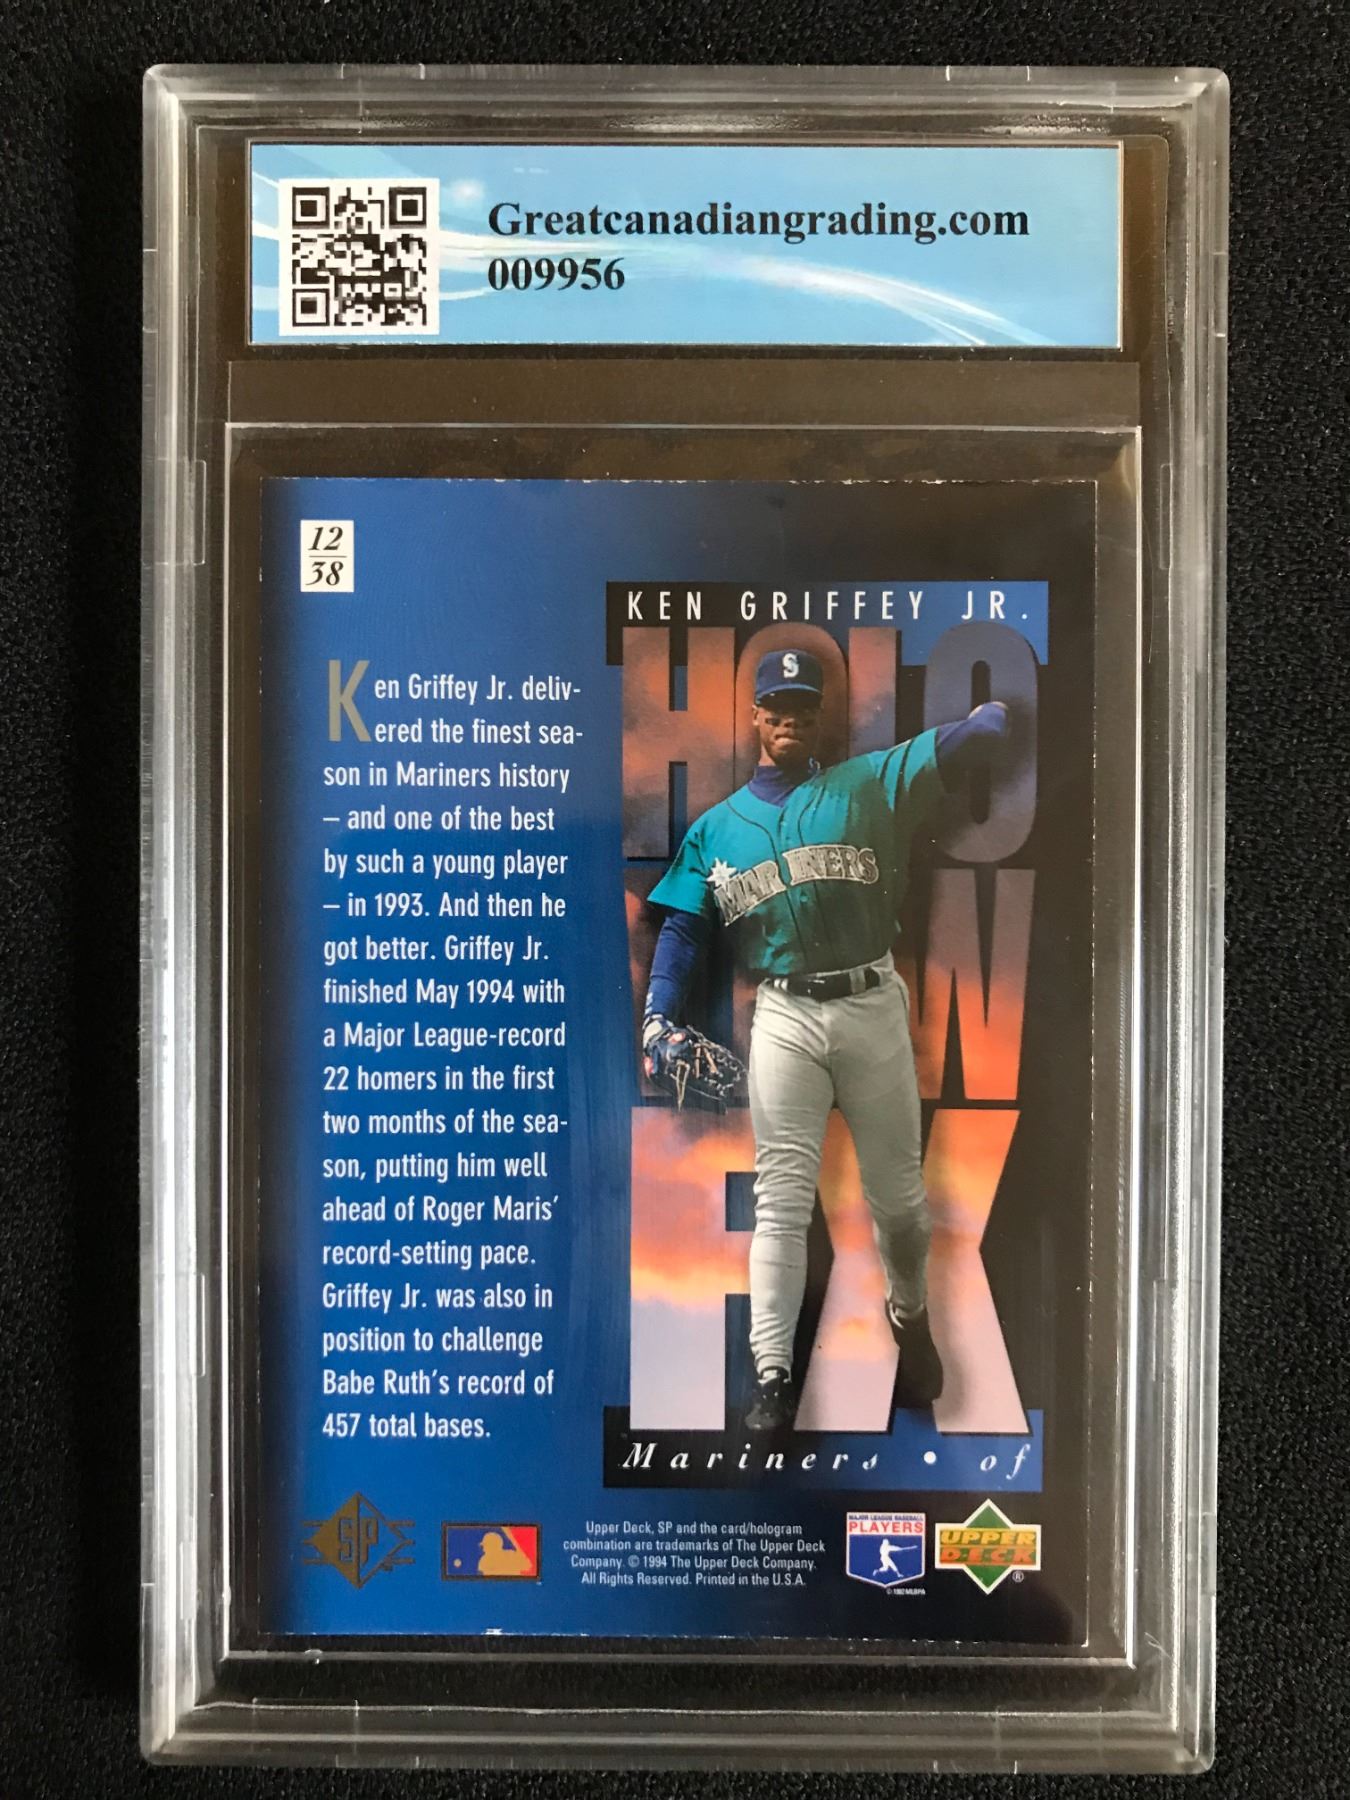 Greatcanadiangrading.com
009956
12
38
KEN GRIFFEY JR.
HOLO
VIEW
FX
S
MARINERS
Mariners • of
Ken Griffey Jr. deliv-
ered the finest sea-
son in Mariners history
– and one of the best
by such a young player
– in 1993. And then he
got better. Griffey Jr.
finished May 1994 with
a Major League-record
22 homers in the first
two months of the sea-
son, putting him well
ahead of Roger Maris'
record-setting pace.
Griffey Jr. was also in
position to challenge
Babe Ruth's record of
457 total bases.
SP
Upper Deck, SP and the card/hologram
combination are trademarks of The Upper Deck
Company. © 1994 The Upper Deck Company.
All Rights Reserved. Printed in the U.S.A.
MAJOR LEAGUE BASEBALL
PLAYERS
© 1992 MLBPA
UPPER
DECK
®